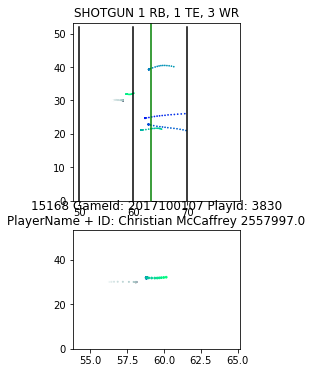 SHOTGUN 1 RB, 1 TE, 3 WR
50
40
30
20
10
0
50 60 70
15168 GameId: 2017100107 PlayId: 3830
PlayerName + ID: Christian McCaffrey 2557997.0
40
20
0
55.0 57.5 60.0 62.5 65.0